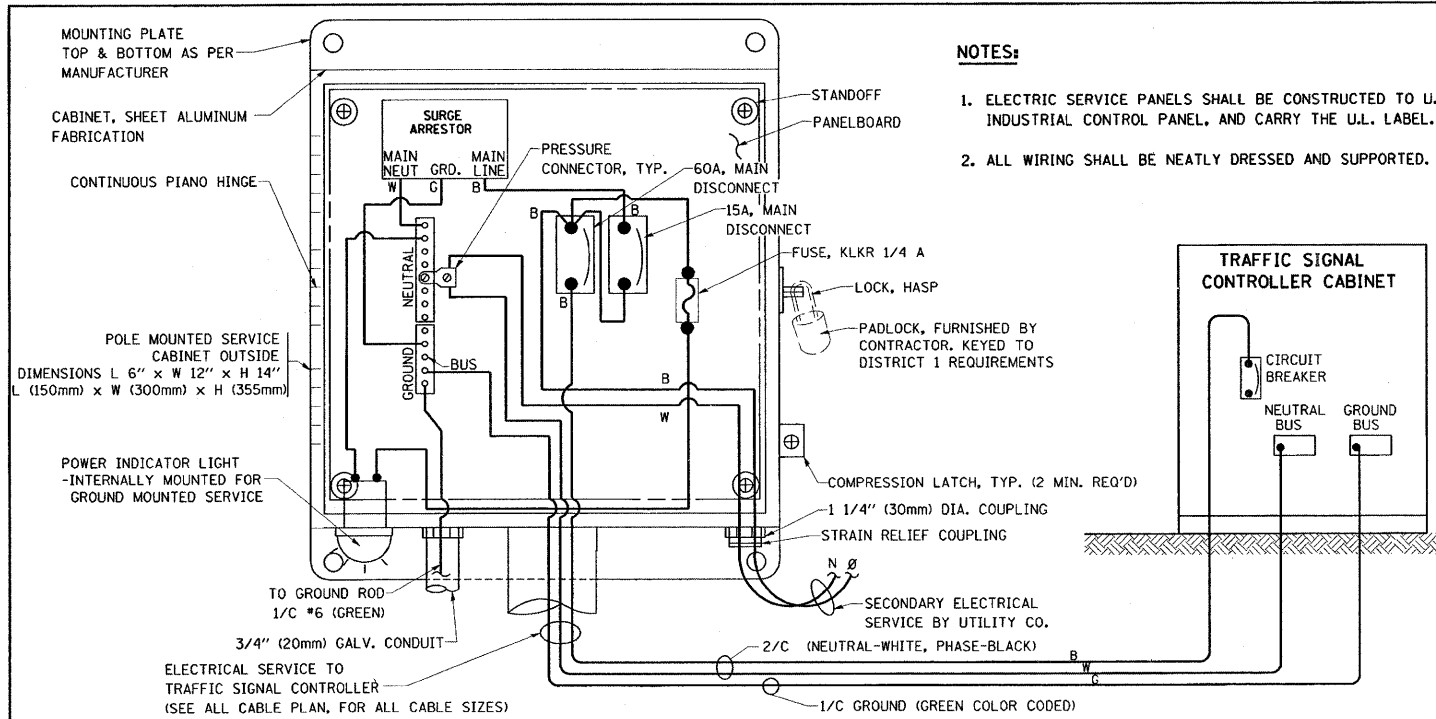 MOUNTING PLATE
TOP & BOTTOM AS PER
MANUFACTURER
CABINET, SHEET ALUMINUM
FABRICATION
CONTINUOUS PIANO HINGE
POLE MOUNTED SERVICE
CABINET OUTSIDE
DIMENSIONS L 6" x W 12" x H 14"
L (150mm) x W (300mm) x H (355mm)
POWER INDICATOR LIGHT
-INTERNALLY MOUNTED FOR
GROUND MOUNTED SERVICE
SURGE
ARRESTOR
MAIN
NEUT
GRD.
MAIN
LINE
W
G
B
PRESSURE
CONNECTOR, TYP.
60A, MAIN
DISCONNECT
15A, MAIN
DISCONNECT
B
B
B
NEUTRAL
GROUND
BUS
B
W
STANDOFF
PANELBOARD
FUSE, KLKR 1/4 A
LOCK, HASP
PADLOCK, FURNISHED BY
CONTRACTOR. KEYED TO
DISTRICT 1 REQUIREMENTS
COMPRESSION LATCH, TYP. (2 MIN. REQ'D)
1 1/4" (30mm) DIA. COUPLING
STRAIN RELIEF COUPLING
N Ø
SECONDARY ELECTRICAL
SERVICE BY UTILITY CO.
TO GROUND ROD
1/C #6 (GREEN)
3/4" (20mm) GALV. CONDUIT
ELECTRICAL SERVICE TO
TRAFFIC SIGNAL CONTROLLER
(SEE ALL CABLE PLAN, FOR ALL CABLE SIZES)
2/C (NEUTRAL-WHITE, PHASE-BLACK)
B
W
G
1/C GROUND (GREEN COLOR CODED)
NOTES:
1. ELECTRIC SERVICE PANELS SHALL BE CONSTRUCTED TO U.
INDUSTRIAL CONTROL PANEL, AND CARRY THE U.L. LABEL.
2. ALL WIRING SHALL BE NEATLY DRESSED AND SUPPORTED.
TRAFFIC SIGNAL
CONTROLLER CABINET
CIRCUIT
BREAKER
NEUTRAL
BUS
GROUND
BUS